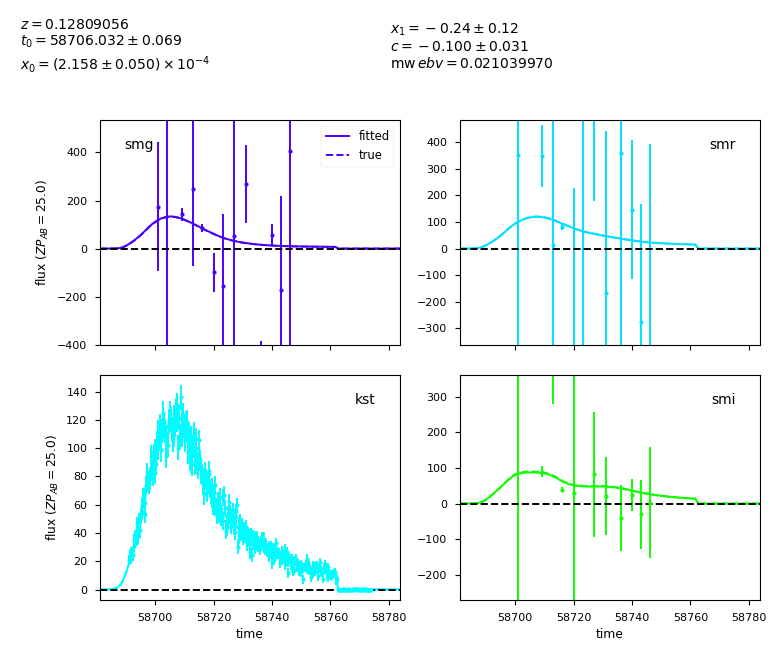 z = 0.12809056
t₀ = 58706.032 ± 0.069
x₀ = (2.158 ± 0.050) × 10⁻⁴
x₁ = −0.24 ± 0.12
c = −0.100 ± 0.031
mw ebv = 0.021039970
smg
fitted
true
400
200
0
−200
−400
flux (ZP_AB = 25.0)
smr
400
300
200
100
0
−100
−200
−300
kst
140
120
100
80
60
40
20
0
flux (ZP_AB = 25.0)
58700 58720 58740 58760 58780
time
smi
300
200
100
0
−100
−200
58700 58720 58740 58760 58780
time